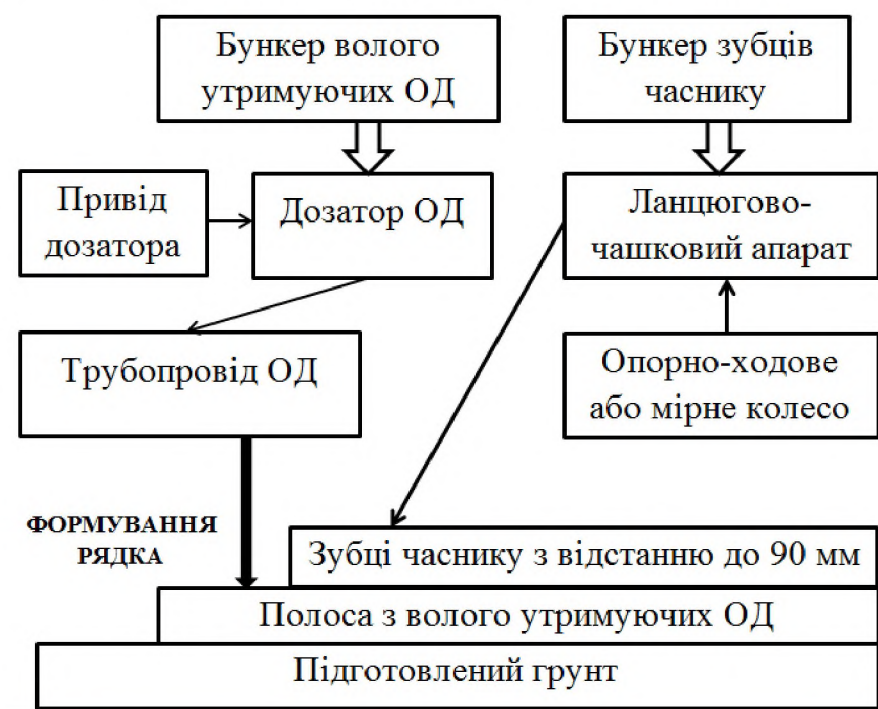 Бункер волого
утримуючих ОД
Бункер зубців
часнику
Привід
дозатора
Дозатор ОД
Ланцюгово-
чашковий апарат
Трубопровід ОД
Опорно-ходове
або мірне колесо
ФОРМУВАННЯ
РЯДКА
Зубці часнику з відстанню до 90 мм
Полоса з волого утримуючих ОД
Підготовлений грунт